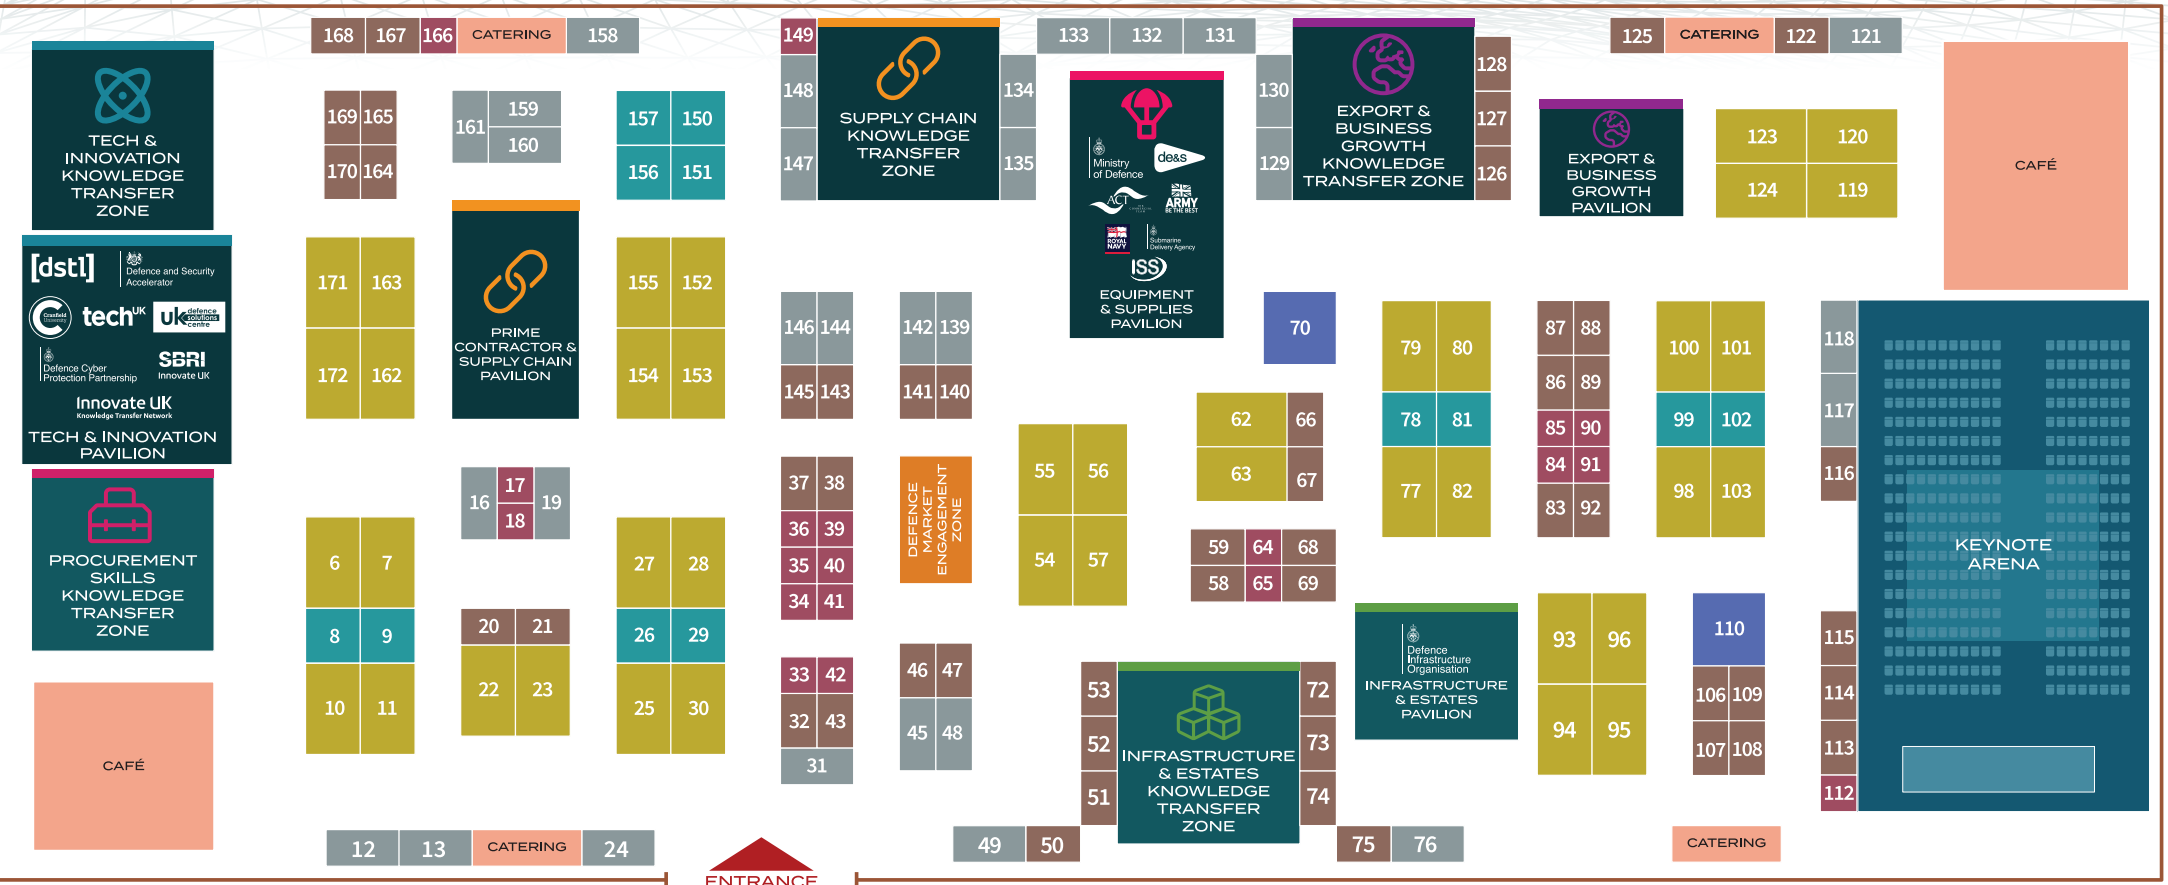 168 167 166 CATERING 158
149
133 132 131
125 CATERING 122 121
TECH &
INNOVATION
KNOWLEDGE
TRANSFER
ZONE
169 165
170 164
161
159
160
157 150
156 151
148
147
SUPPLY CHAIN
KNOWLEDGE
TRANSFER
ZONE
134
135
Ministry
of Defence
de&s
ACT
ARMY
BE THE BEST
ROYAL
NAVY
Submarine
Delivery Agency
ISS
EQUIPMENT
& SUPPLIES
PAVILION
130
129
EXPORT &
BUSINESS
GROWTH
KNOWLEDGE
TRANSFER ZONE
128
127
126
EXPORT &
BUSINESS
GROWTH
PAVILION
123 120
124 119
CAFÉ
[dstl]
Defence and Security
Accelerator
Cranfield
University
techUK
uk defence
solutions
centre
Defence Cyber
Protection Partnership
SBRI
Innovate UK
Innovate UK
Knowledge Transfer Network
TECH & INNOVATION
PAVILION
171 163
172 162
PRIME
CONTRACTOR &
SUPPLY CHAIN
PAVILION
155 152
154 153
146 144
145 143
142 139
141 140
70
79 80
78 81
77 82
87 88
86 89
85 90
84 91
83 92
100 101
99 102
98 103
118
117
116
KEYNOTE
ARENA
62 66
63 67
55 56
54 57
59 64 68
58 65 69
PROCUREMENT
SKILLS
KNOWLEDGE
TRANSFER
ZONE
16
17
18
19
6 7
8 9
10 11
20 21
22 23
27 28
26 29
25 30
37 38
36 39
35 40
34 41
33 42
32 43
31
DEFENCE
MARKET
ENGAGEMENT
ZONE
46 47
45 48
53
52
51
INFRASTRUCTURE
& ESTATES
KNOWLEDGE
TRANSFER
ZONE
72
73
74
Defence
Infrastructure
Organisation
INFRASTRUCTURE
& ESTATES
PAVILION
93 96
94 95
110
106 109
107 108
115
114
113
112
CAFÉ
12 13 CATERING 24
ENTRANCE
49 50
75 76
CATERING